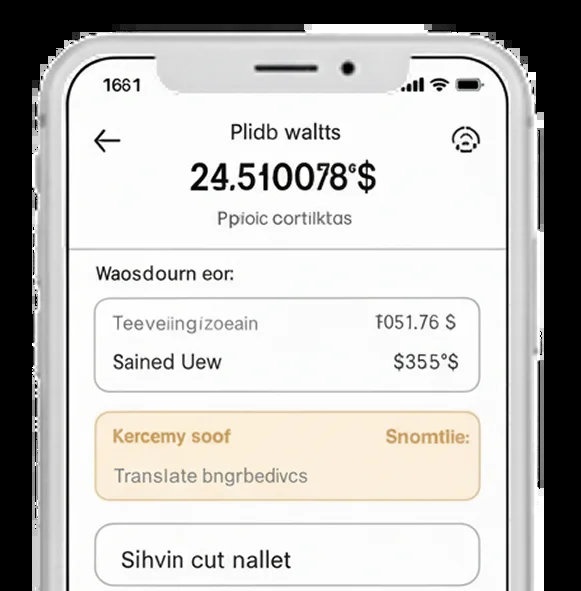 1661
Plidb waltts
24.510078°$
Ppioic cortilktas
Waosdourn eor:
Teeveiingizoeain
₮051.76 $
Sained Uew
$355°$
Kercemy soof
Snomtlie:
Translate bngrbedivcs
Sihvin cut nallet